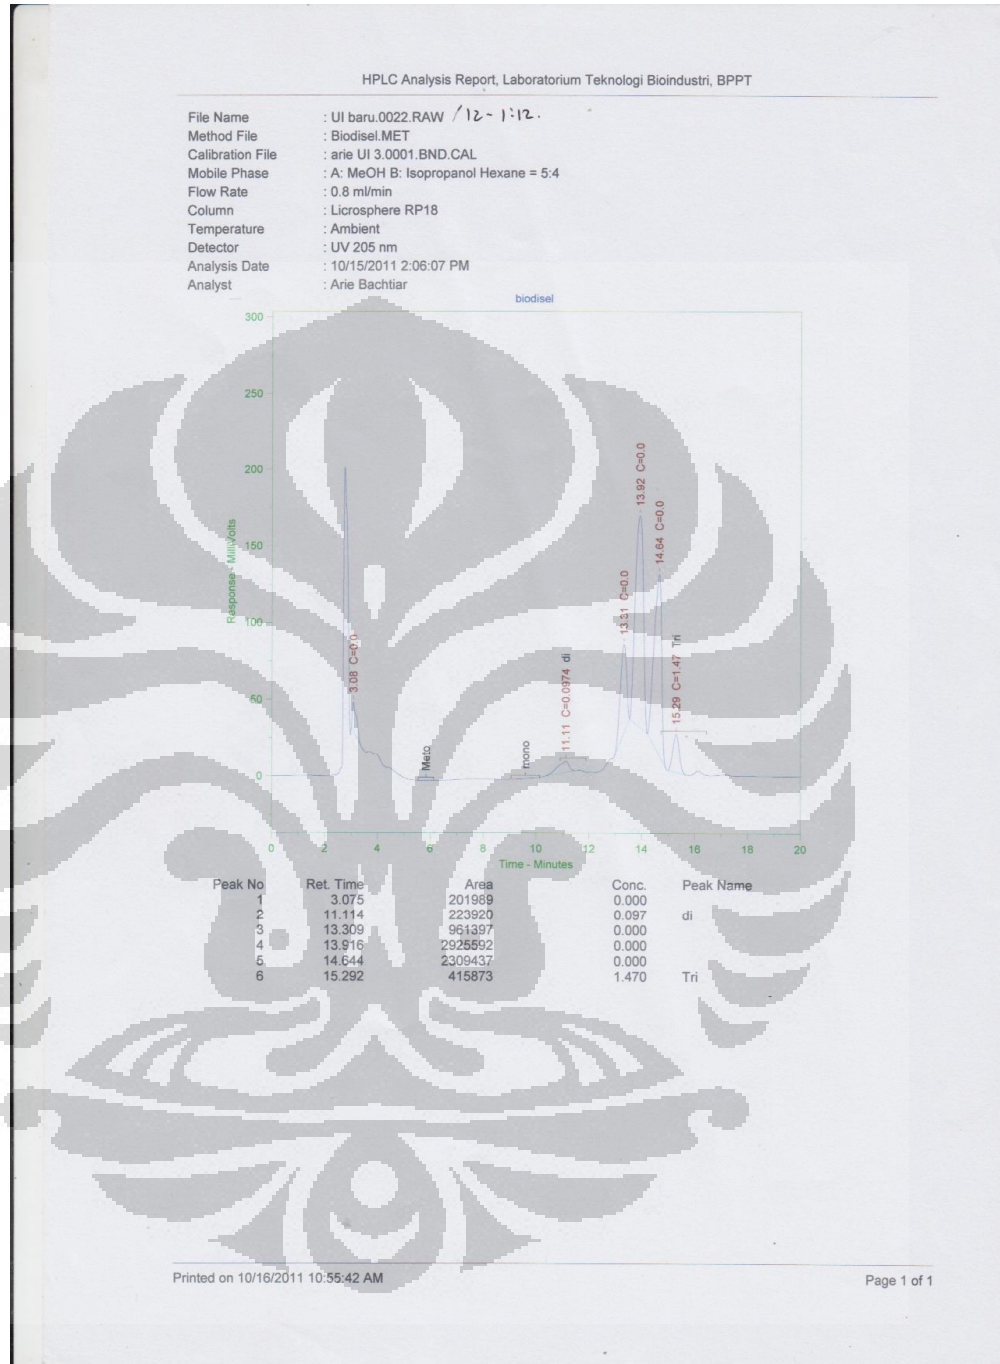 HPLC Analysis Report, Laboratorium Teknologi Bioindustri, BPPT
File Name : UI baru.0022.RAW /12-1:12.
Method File : Biodisel.MET
Calibration File : arie UI 3.0001.BND.CAL
Mobile Phase : A: MeOH B: Isopropanol Hexane = 5:4
Flow Rate : 0.8 ml/min
Column : Licrosphere RP18
Temperature : Ambient
Detector : UV 205 nm
Analysis Date : 10/15/2011 2:06:07 PM
Analyst : Arie Bachtiar
biodisel
300
250
200
150
100
50
0
Response - MilliVolts
3.08 C=0.0
Meto
mono
11.11 C=0.0974 di
13.31 C=0.0
13.92 C=0.0
14.64 C=0.0
15.29 C=1.47 Tri
0 2 4 6 8 10 12 14 16 18 20
Time - Minutes
Peak No Ret. Time Area Conc. Peak Name
1 3.075 201989 0.000
2 11.114 223920 0.097 di
3 13.309 961397 0.000
4 13.916 2925592 0.000
5 14.644 2309437 0.000
6 15.292 415873 1.470 Tri
Printed on 10/16/2011 10:55:42 AM
Page 1 of 1